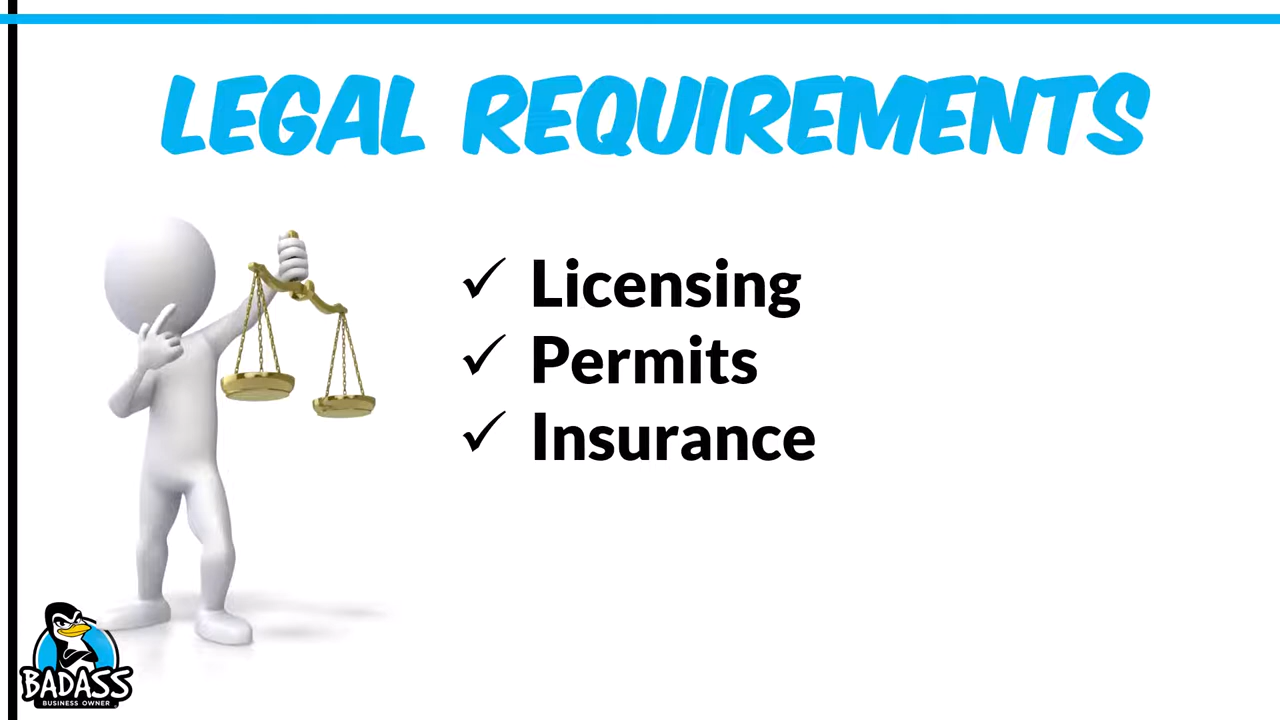 LEGAL REQUIREMENTS
✓ Licensing
✓ Permits
✓ Insurance
BADASS
BUSINESS OWNER